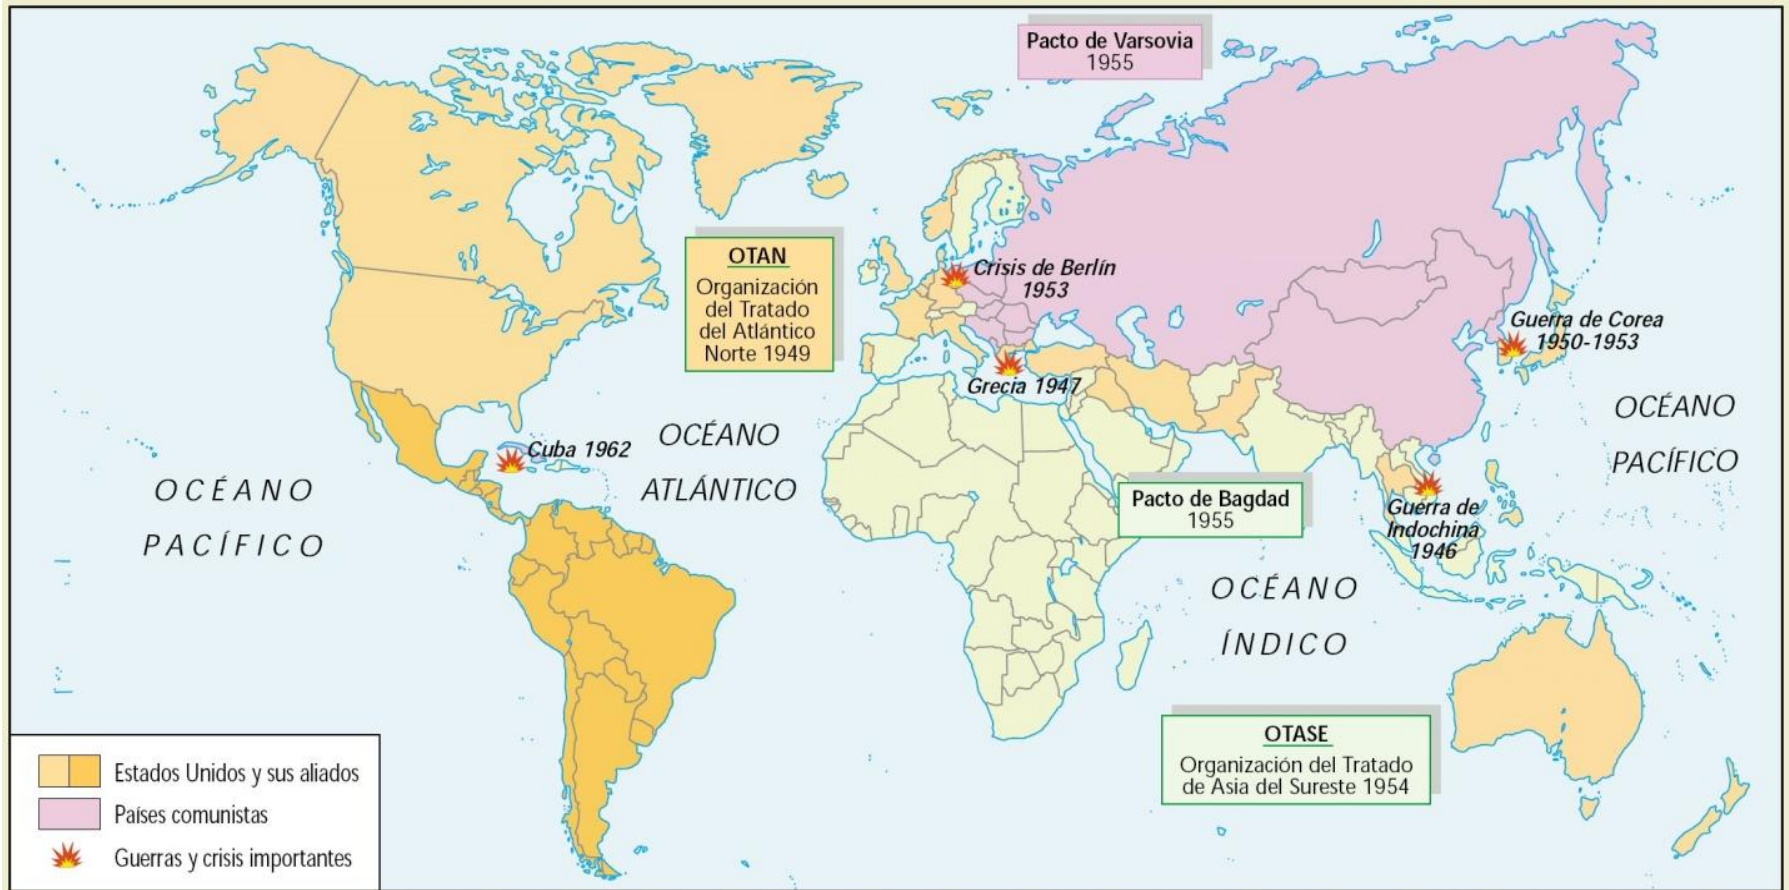 Pacto de Varsovia
1955
OTAN
Organización
del Tratado
del Atlántico
Norte 1949
Crisis de Berlín
1953
Guerra de Corea
1950-1953
Grecia 1947
Cuba 1962
OCÉANO
ATLÁNTICO
OCÉANO
PACÍFICO
OCÉANO
PACÍFICO
Pacto de Bagdad
1955
Guerra de
Indochina
1946
OCÉANO
ÍNDICO
OTASE
Organización del Tratado
de Asia del Sureste 1954
Estados Unidos y sus aliados
Países comunistas
Guerras y crisis importantes